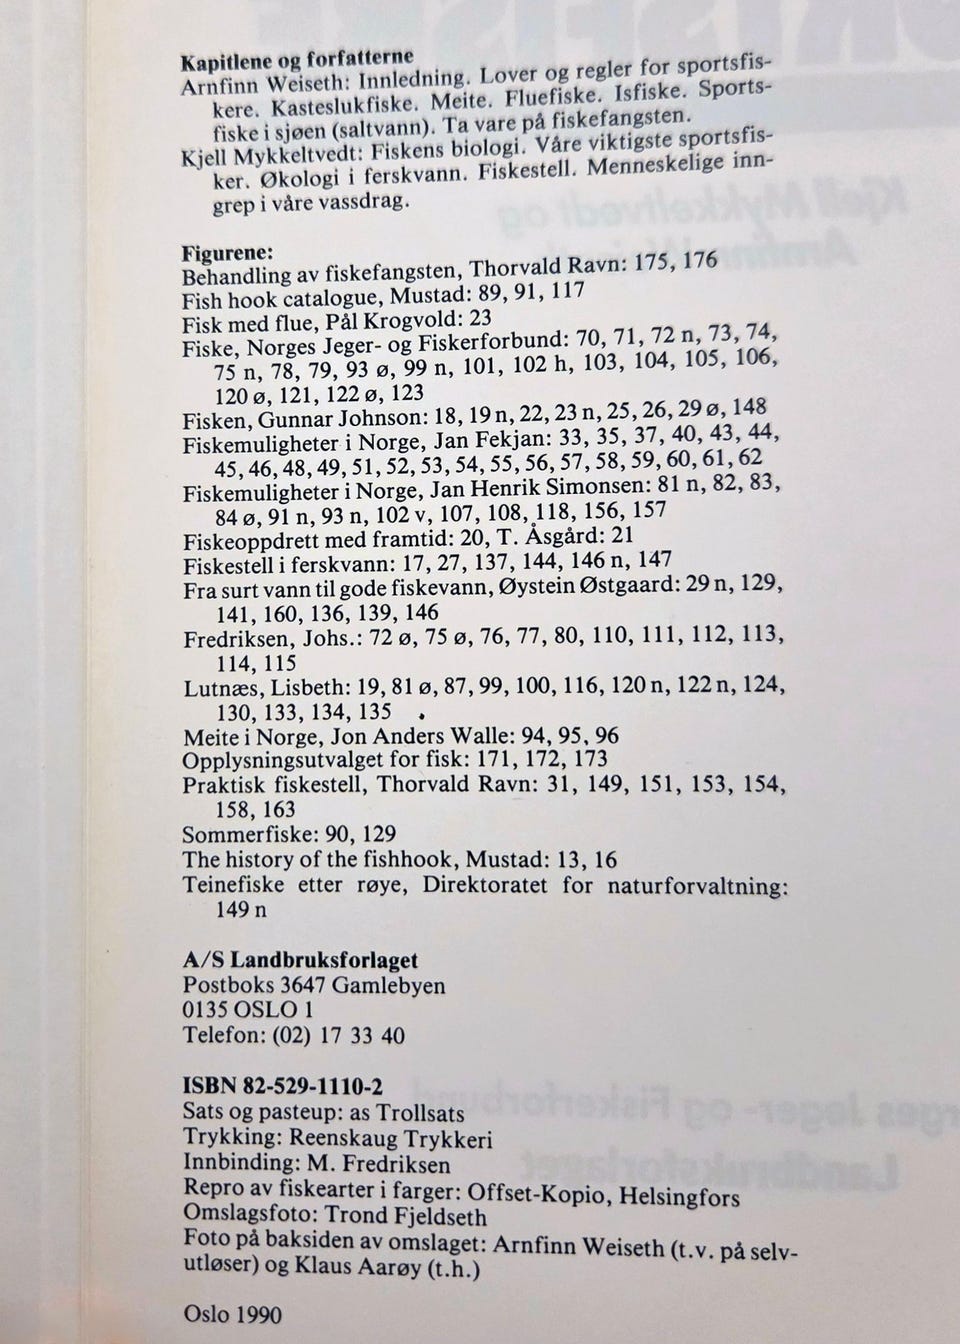 Kapitlene og forfatterne
Arnfinn Weiseth: Innledning. Lover og regler for sportsfis-
kere. Kasteslukfiske. Meite. Fluefiske. Isfiske. Sports-
fiske i sjøen (saltvann). Ta vare på fiskefangsten.
Kjell Mykkeltvedt: Fiskens biologi. Våre viktigste sportsfis-
ker. Økologi i ferskvann. Fiskestell. Menneskelige inn-
grep i våre vassdrag.
Figurene:
Behandling av fiskefangsten, Thorvald Ravn: 175, 176
Fish hook catalogue, Mustad: 89, 91, 117
Fisk med flue, Pål Krogvold: 23
Fiske, Norges Jeger- og Fiskerforbund: 70, 71, 72 n, 73, 74,
75 n, 78, 79, 93 ø, 99 n, 101, 102 h, 103, 104, 105, 106,
120 ø, 121, 122 ø, 123
Fisken, Gunnar Johnson: 18, 19 n, 22, 23 n, 25, 26, 29 ø, 148
Fiskemuligheter i Norge, Jan Fekjan: 33, 35, 37, 40, 43, 44,
45, 46, 48, 49, 51, 52, 53, 54, 55, 56, 57, 58, 59, 60, 61, 62
Fiskemuligheter i Norge, Jan Henrik Simonsen: 81 n, 82, 83,
84 ø, 91 n, 93 n, 102 v, 107, 108, 118, 156, 157
Fiskeoppdrett med framtid: 20, T. Åsgård: 21
Fiskestell i ferskvann: 17, 27, 137, 144, 146 n, 147
Fra surt vann til gode fiskevann, Øystein Østgaard: 29 n, 129,
141, 160, 136, 139, 146
Fredriksen, Johs.: 72 ø, 75 ø, 76, 77, 80, 110, 111, 112, 113,
114, 115
Lutnæs, Lisbeth: 19, 81 ø, 87, 99, 100, 116, 120 n, 122 n, 124,
130, 133, 134, 135
Meite i Norge, Jon Anders Walle: 94, 95, 96
Opplysningsutvalget for fisk: 171, 172, 173
Praktisk fiskestell, Thorvald Ravn: 31, 149, 151, 153, 154,
158, 163
Sommerfiske: 90, 129
The history of the fishhook, Mustad: 13, 16
Teinefiske etter røye, Direktoratet for naturforvaltning:
149 n
A/S Landbruksforlaget
Postboks 3647 Gamlebyen
0135 OSLO 1
Telefon: (02) 17 33 40
ISBN 82-529-1110-2
Sats og pasteup: as Trollsats
Trykking: Reenskaug Trykkeri
Innbinding: M. Fredriksen
Repro av fiskearter i farger: Offset-Kopio, Helsingfors
Omslagsfoto: Trond Fjeldseth
Foto på baksiden av omslaget: Arnfinn Weiseth (t.v. på selv-
utløser) og Klaus Aarøy (t.h.)
Oslo 1990